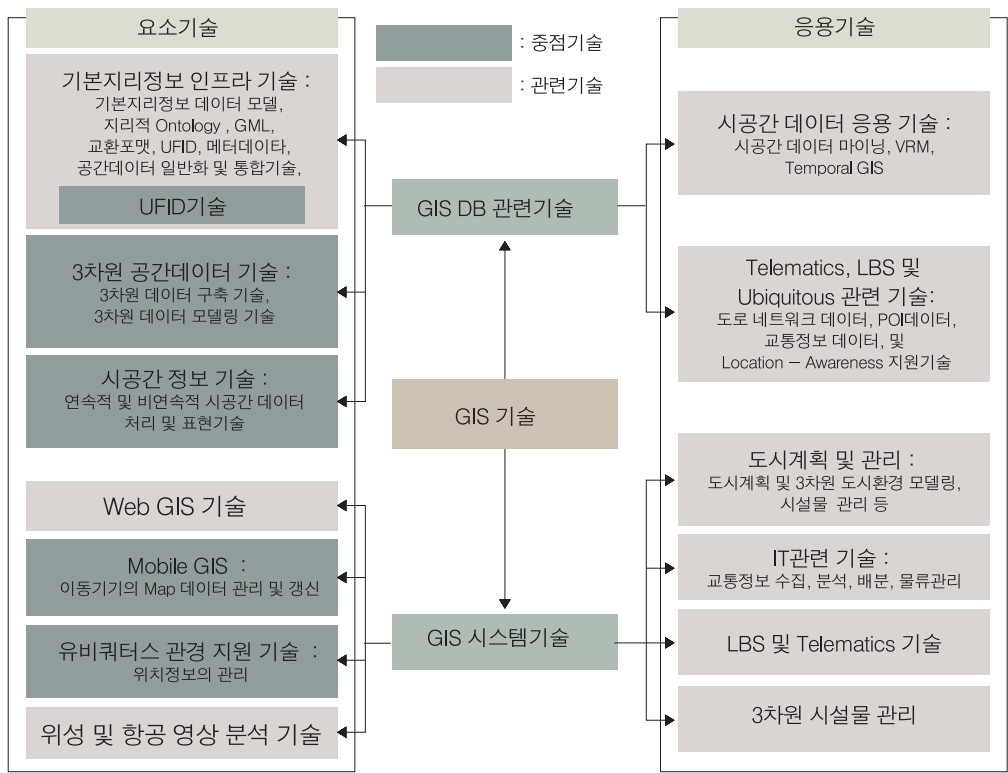 요소기술
기본지리정보 인프라 기술 :
기본지리정보 데이터 모델,
지리적 Ontology , GML,
교환포맷, UFID, 메터데이타,
공간데이터 일반화 및 통합기술,
UFID기술
3차원 공간데이터 기술 :
3차원 데이터 구축 기술,
3차원 데이터 모델링 기술
시공간 정보 기술 :
연속적 및 비연속적 시공간 데이터
처리 및 표현기술
Web GIS 기술
Mobile GIS :
이동기기의 Map 데이터 관리 및 갱신
유비쿼터스 관경 지원 기술 :
위치정보의 관리
위성 및 항공 영상 분석 기술
: 중점기술
: 관련기술
GIS DB 관련기술
GIS 기술
GIS 시스템기술
응용기술
시공간 데이터 응용 기술 :
시공간 데이터 마이닝, VRM,
Temporal GIS
Telematics, LBS 및
Ubiquitous 관련 기술:
도로 네트워크 데이터, POI데이터,
교통정보 데이터, 및
Location – Awareness 지원기술
도시계획 및 관리 :
도시계획 및 3차원 도시환경 모델링,
시설물 관리 등
IT관련 기술 :
교통정보 수집, 분석, 배분, 물류관리
LBS 및 Telematics 기술
3차원 시설물 관리